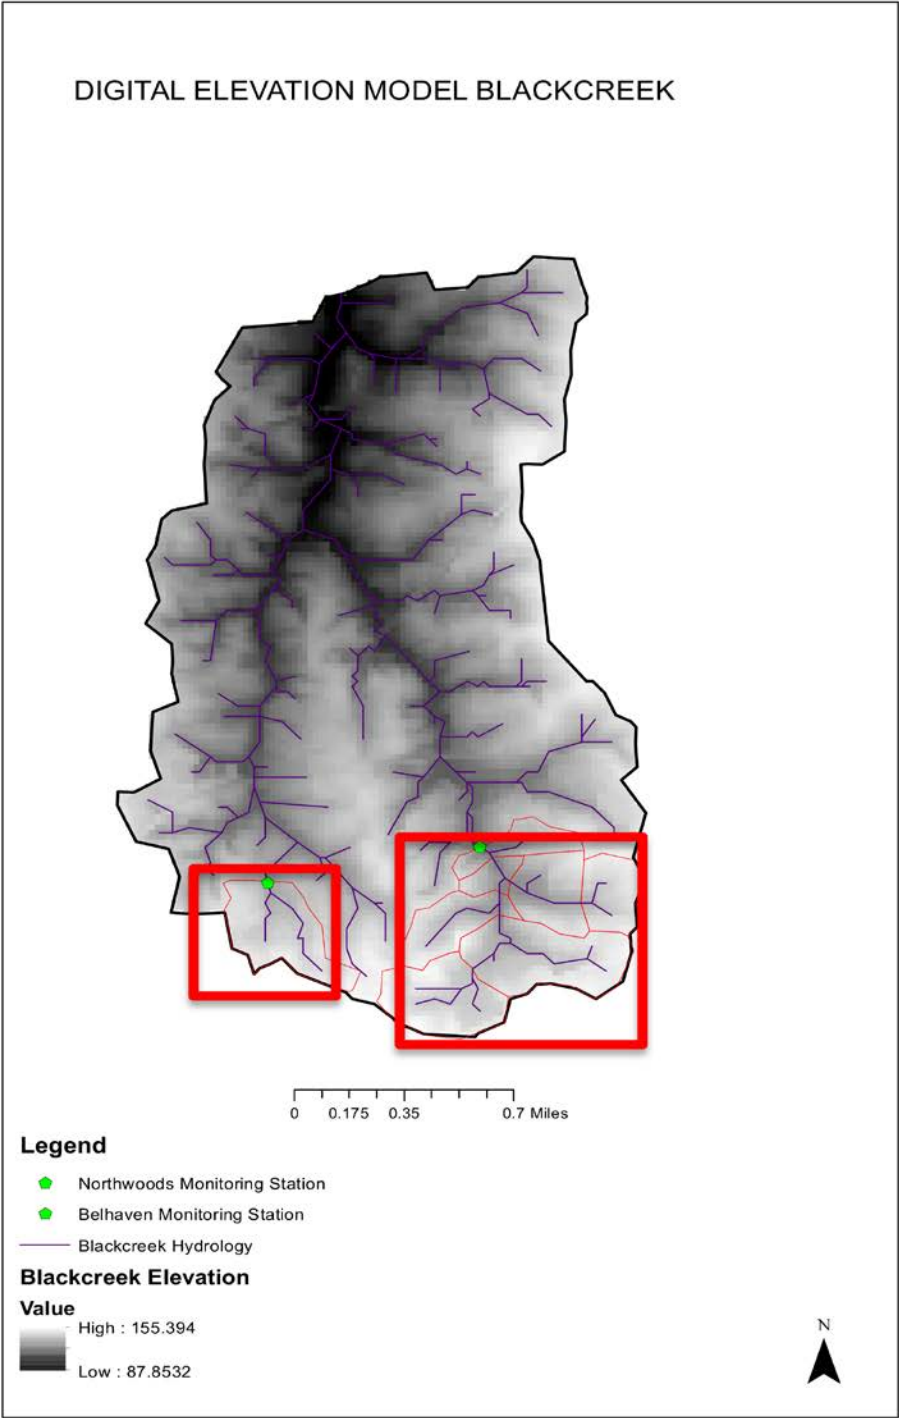 DIGITAL ELEVATION MODEL BLACKCREEK
0 0.175 0.35 0.7 Miles
Legend
Northwoods Monitoring Station
Belhaven Monitoring Station
Blackcreek Hydrology
Blackcreek Elevation
Value
High : 155.394
Low : 87.8532
N